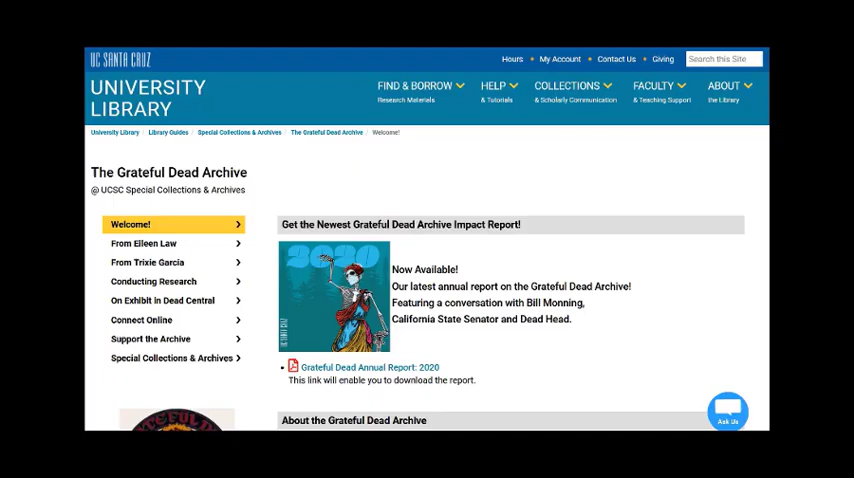 UC SANTA CRUZ
Hours • My Account • Contact Us • Giving Search this Site
UNIVERSITY
LIBRARY
FIND & BORROW HELP COLLECTIONS FACULTY ABOUT
Research Materials & Tutorials & Scholarly Communication & Teaching Support the Library
University Library / Library Guides / Special Collections & Archives / The Grateful Dead Archive / Welcome!
The Grateful Dead Archive
@ UCSC Special Collections & Archives
Welcome!
From Eileen Law
From Trixie Garcia
Conducting Research
On Exhibit in Dead Central
Connect Online
Support the Archive
Special Collections & Archives
Get the Newest Grateful Dead Archive Impact Report!
2020
UC SANTA CRUZ
Now Available!
Our latest annual report on the Grateful Dead Archive!
Featuring a conversation with Bill Monning,
California State Senator and Dead Head.
• Grateful Dead Annual Report: 2020
This link will enable you to download the report.
About the Grateful Dead Archive
Ask Us